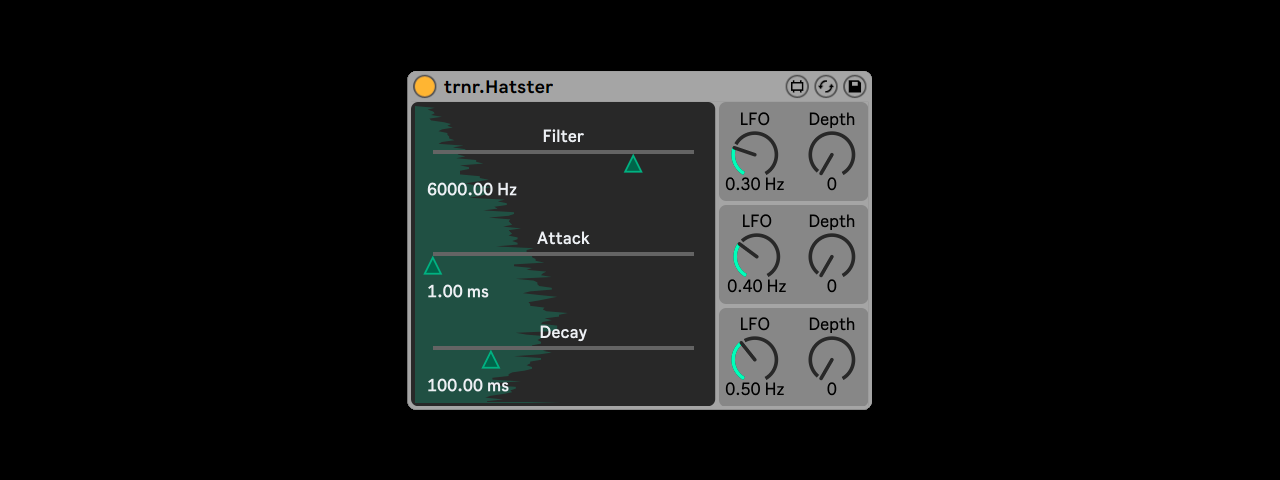 trnr.Hatster
Filter
6000.00 Hz
Attack
1.00 ms
Decay
100.00 ms
LFO Depth
0.30 Hz 0
LFO Depth
0.40 Hz 0
LFO Depth
0.50 Hz 0